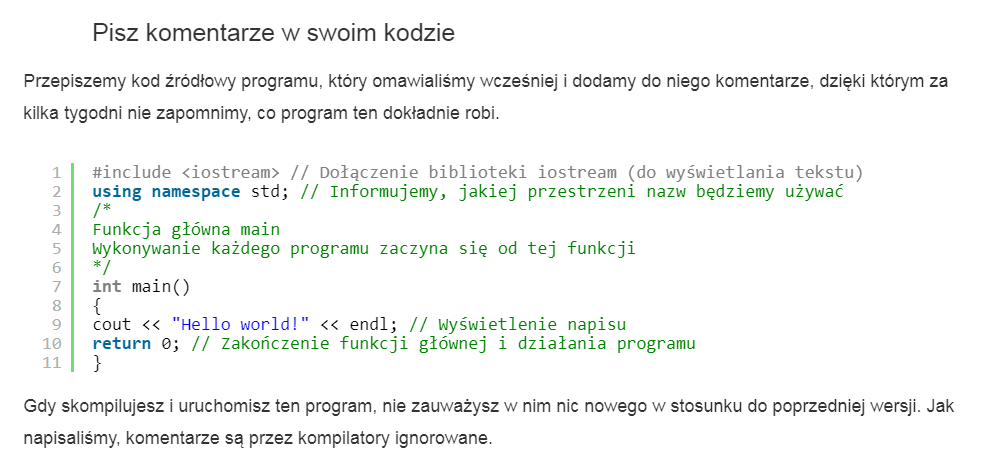 Pisz komentarze w swoim kodzie
Przepiszemy kod źródłowy programu, który omawialiśmy wcześniej i dodamy do niego komentarze, dzięki którym za
kilka tygodni nie zapomnimy, co program ten dokładnie robi.
1 #include <iostream> // Dołączenie biblioteki iostream (do wyświetlania tekstu)
2 using namespace std; // Informujemy, jakiej przestrzeni nazw będziemy używać
3 /*
4 Funkcja główna main
5 Wykonywanie każdego programu zaczyna się od tej funkcji
6 */
7 int main()
8 {
9 cout << "Hello world!" << endl; // Wyświetlenie napisu
10 return 0; // Zakończenie funkcji głównej i działania programu
11 }
Gdy skompilujesz i uruchomisz ten program, nie zauważysz w nim nic nowego w stosunku do poprzedniej wersji. Jak
napisaliśmy, komentarze są przez kompilatory ignorowane.